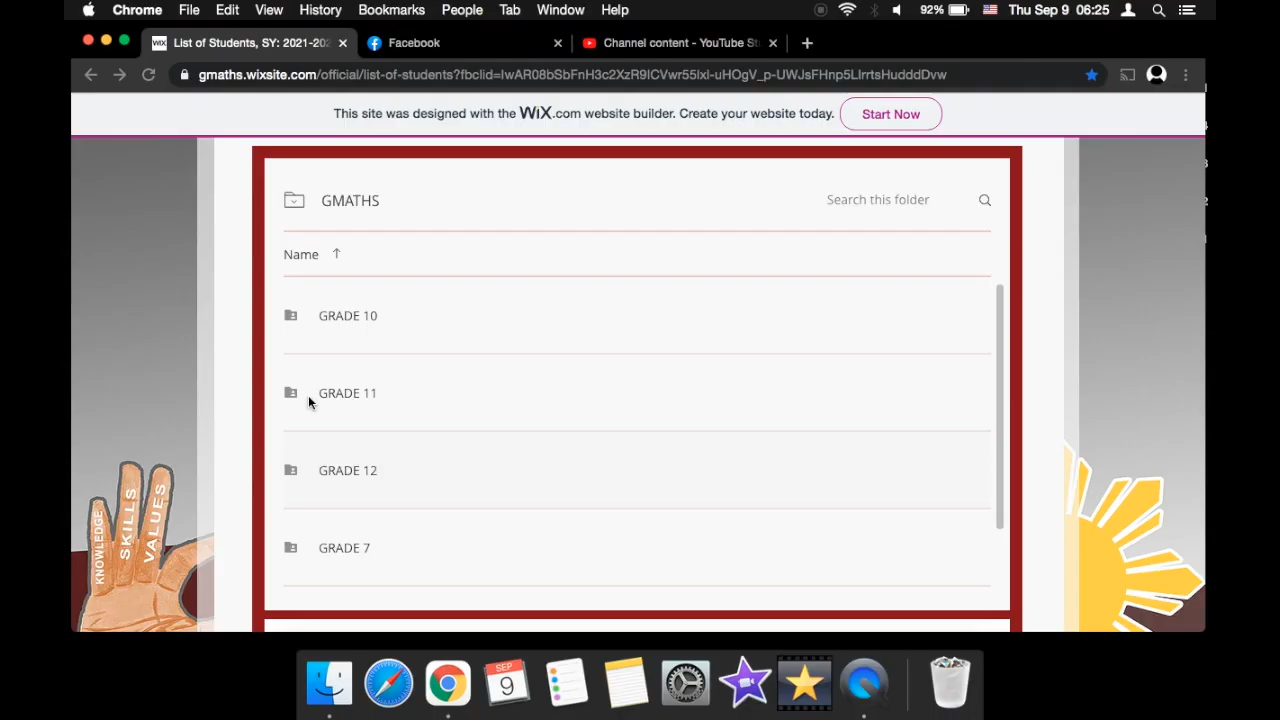 Chrome File Edit View History Bookmarks People Tab Window Help 92% Thu Sep 9 06:25
WiX List of Students, SY: 2021-202 Facebook Channel content - YouTube St
gmaths.wixsite.com/official/list-of-students?fbclid=IwAR08bSbFnH3c2XzR9ICVwr55lxl-uHOgV_p-UWJsFHnp5LIrrtsHudddDvw
This site was designed with the WiX.com website builder. Create your website today. Start Now
GMATHS Search this folder
Name ↑
GRADE 10
GRADE 11
GRADE 12
GRADE 7
KNOWLEDGE
SKILLS
VALUES
SEP
9